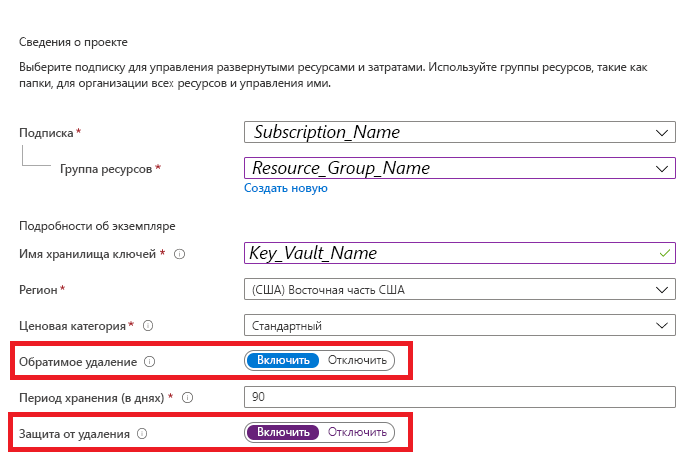 Сведения о проекте
Выберите подписку для управления развернутыми ресурсами и затратами. Используйте группы ресурсов, такие как
папки, для организации всех ресурсов и управления ими.
Подписка * Subscription_Name
Группа ресурсов * Resource_Group_Name
Создать новую
Подробности об экземпляре
Имя хранилища ключей * Key_Vault_Name
Регион * (США) Восточная часть США
Ценовая категория * Стандартный
Обратимое удаление Включить Отключить
Период хранения (в днях) * 90
Защита от удаления Включить Отключить